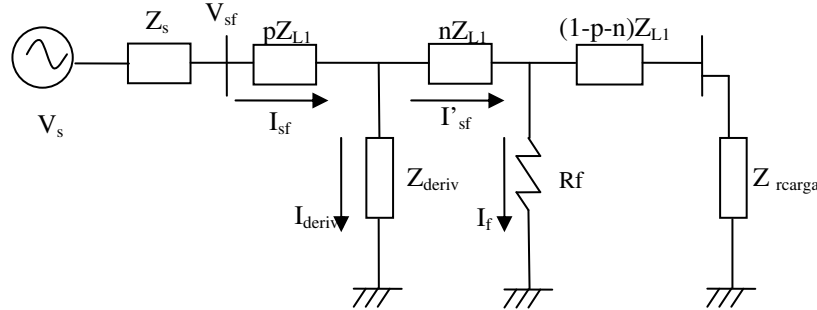 Z_s
V_sf
pZ_L1
nZ_L1
(1-p-n)Z_L1
V_s
I_sf
I'_sf
I_deriv
Z_deriv
I_f
Rf
Z_rcarga